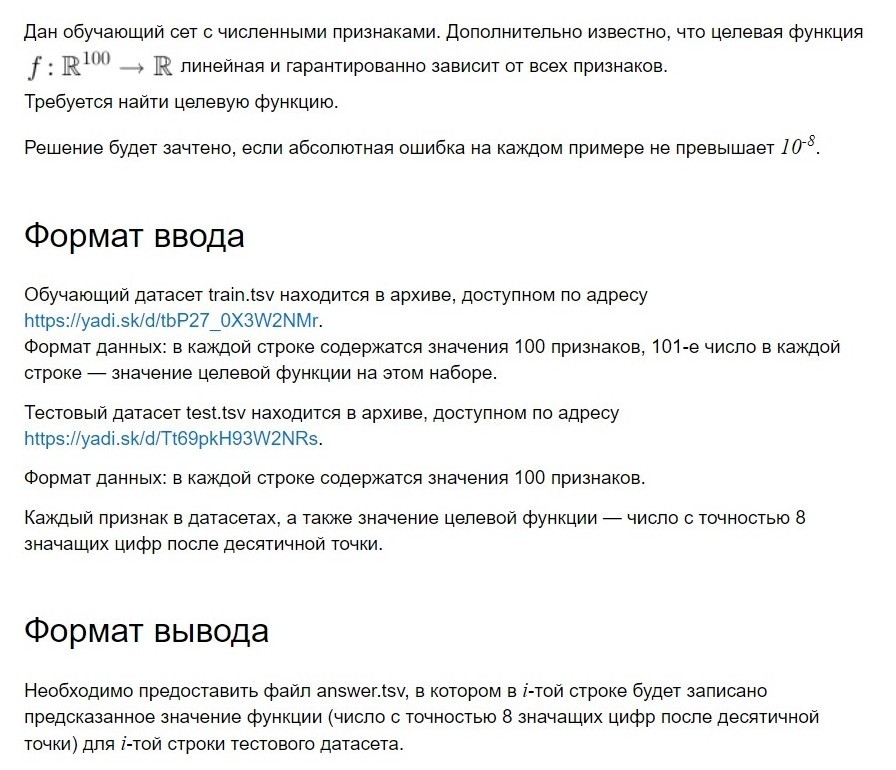 Дан обучающий сет с численными признаками. Дополнительно известно, что целевая функция
f : ℝ¹⁰⁰ → ℝ линейная и гарантированно зависит от всех признаков.
Требуется найти целевую функцию.
Решение будет зачтено, если абсолютная ошибка на каждом примере не превышает 10⁻⁸.
Формат ввода
Обучающий датасет train.tsv находится в архиве, доступном по адресу
https://yadi.sk/d/tbP27_0X3W2NMr.
Формат данных: в каждой строке содержатся значения 100 признаков, 101-е число в каждой
строке — значение целевой функции на этом наборе.
Тестовый датасет test.tsv находится в архиве, доступном по адресу
https://yadi.sk/d/Tt69pkH93W2NRs.
Формат данных: в каждой строке содержатся значения 100 признаков.
Каждый признак в датасетах, а также значение целевой функции — число с точностью 8
значащих цифр после десятичной точки.
Формат вывода
Необходимо предоставить файл answer.tsv, в котором в i-той строке будет записано
предсказанное значение функции (число с точностью 8 значащих цифр после десятичной
точки) для i-той строки тестового датасета.